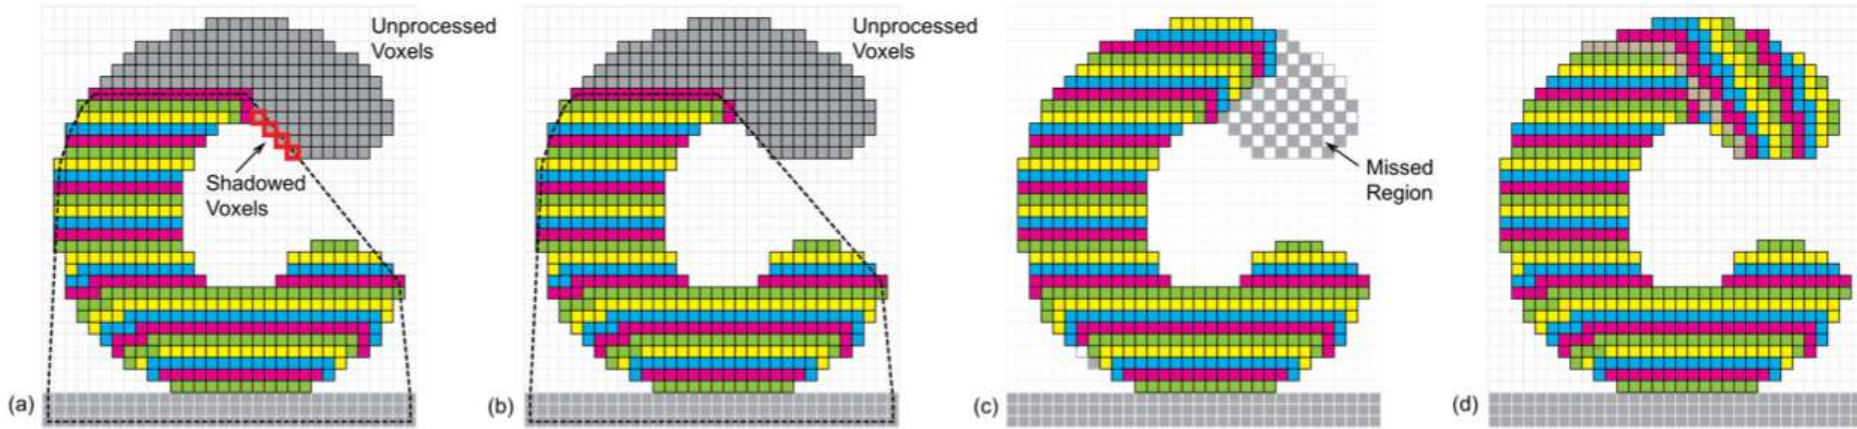 Unprocessed
Voxels
Shadowed
Voxels
(a)
Unprocessed
Voxels
(b)
Missed
Region
(c)
(d)